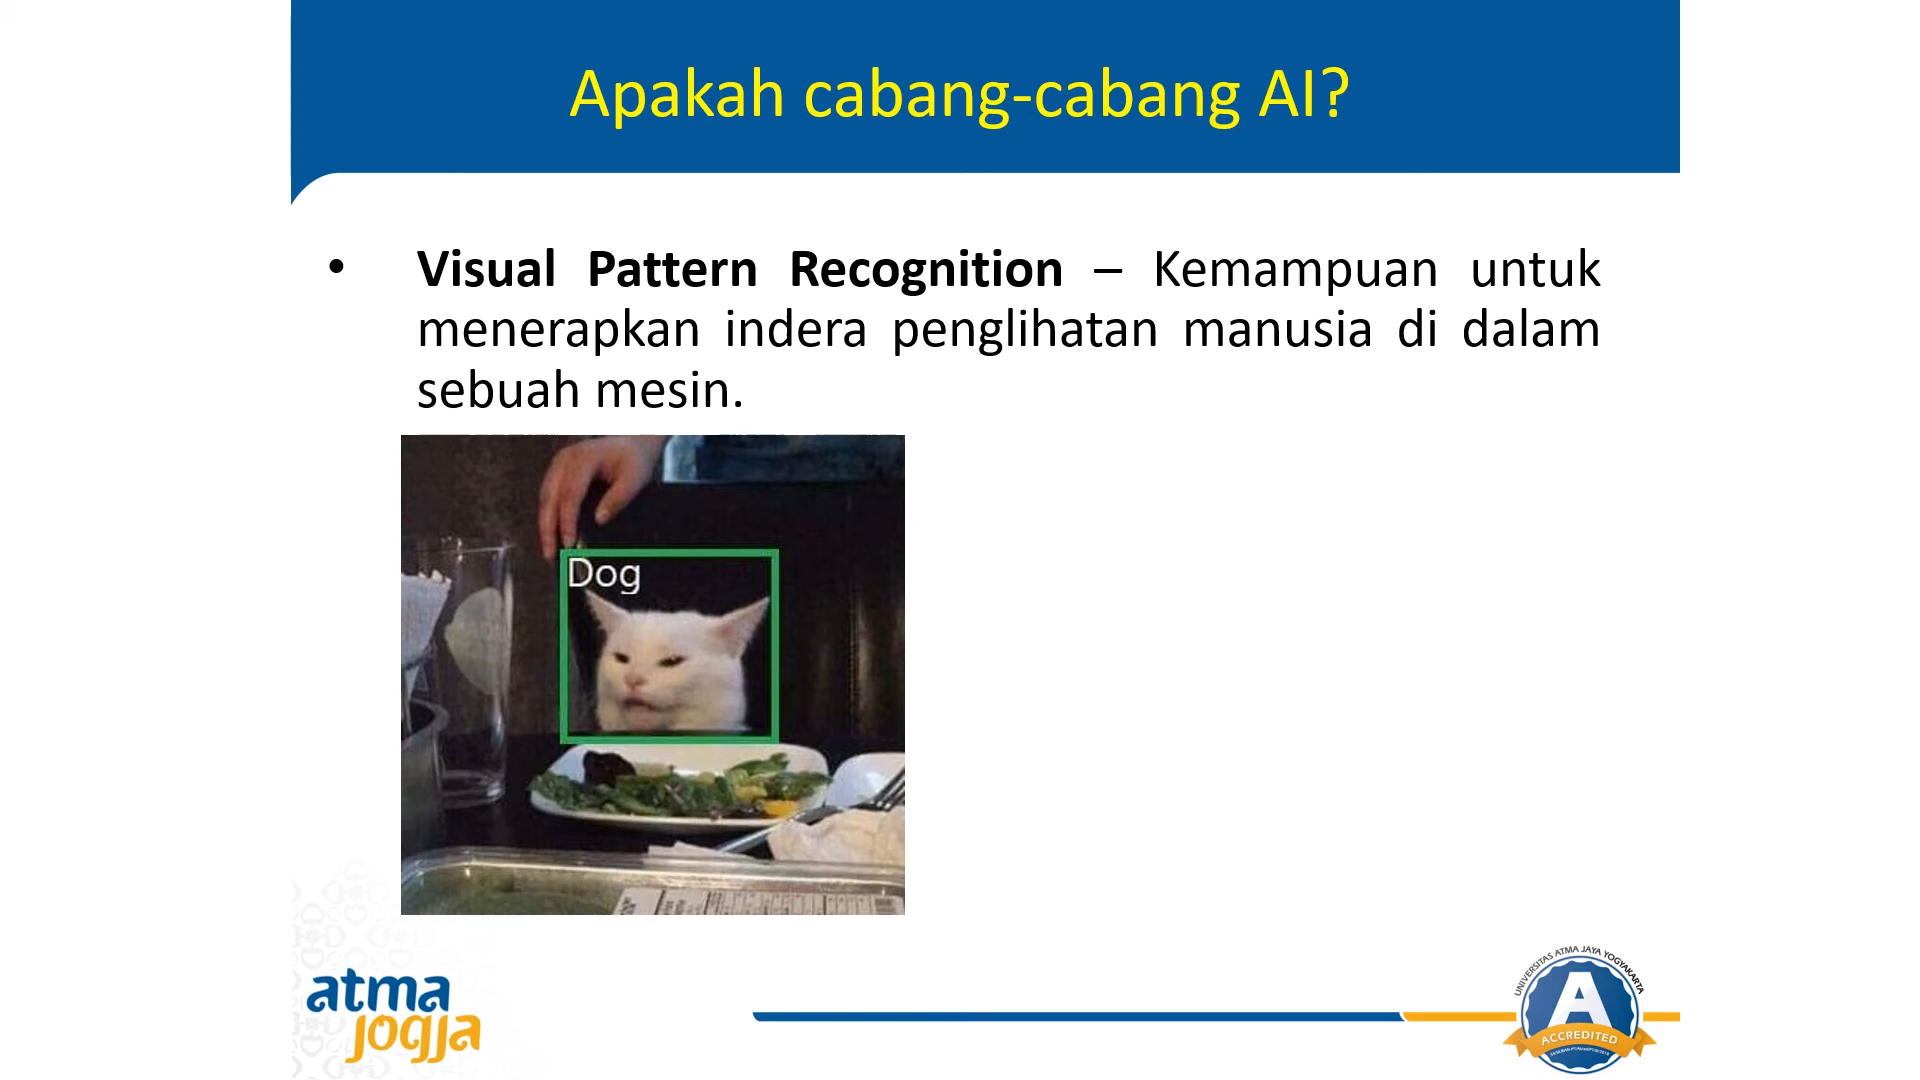 Apakah cabang-cabang AI?
• Visual Pattern Recognition – Kemampuan untuk
menerapkan indera penglihatan manusia di dalam
sebuah mesin.
Dog
atma
jogja
UNIVERSITAS ATMA JAYA YOGYAKARTA
A
ACCREDITED